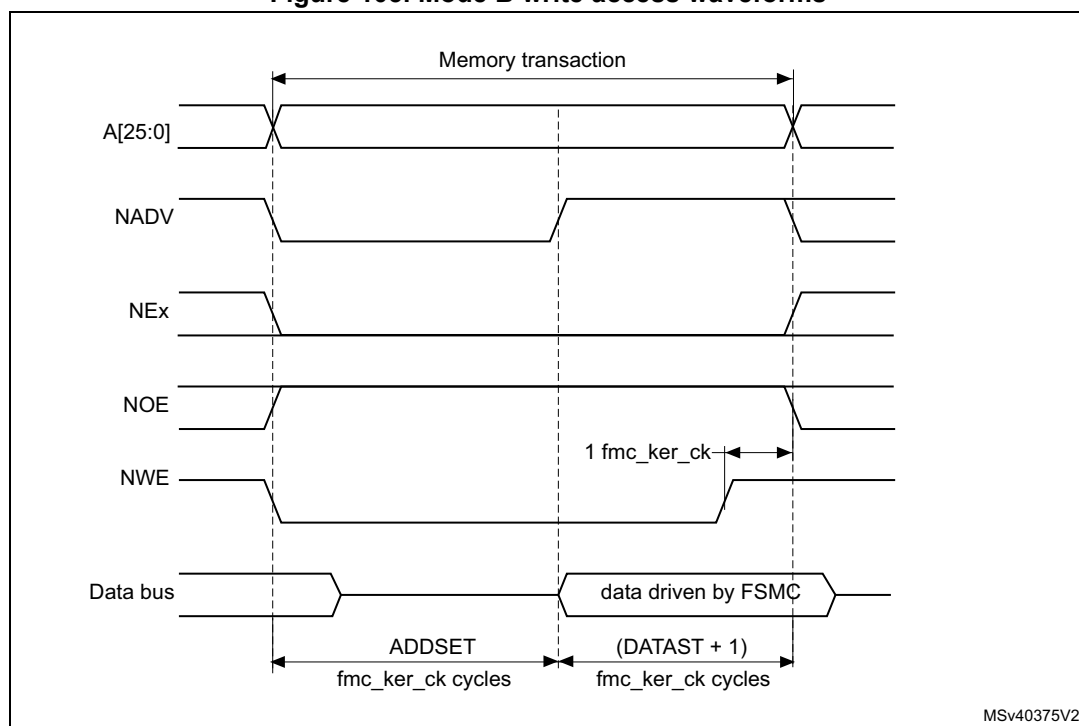 Memory transaction
A[25:0]
NADV
NEx
NOE
1 fmc_ker_ck
NWE
Data bus
data driven by FSMC
ADDSET
(DATAST + 1)
fmc_ker_ck cycles
fmc_ker_ck cycles
MSv40375V2